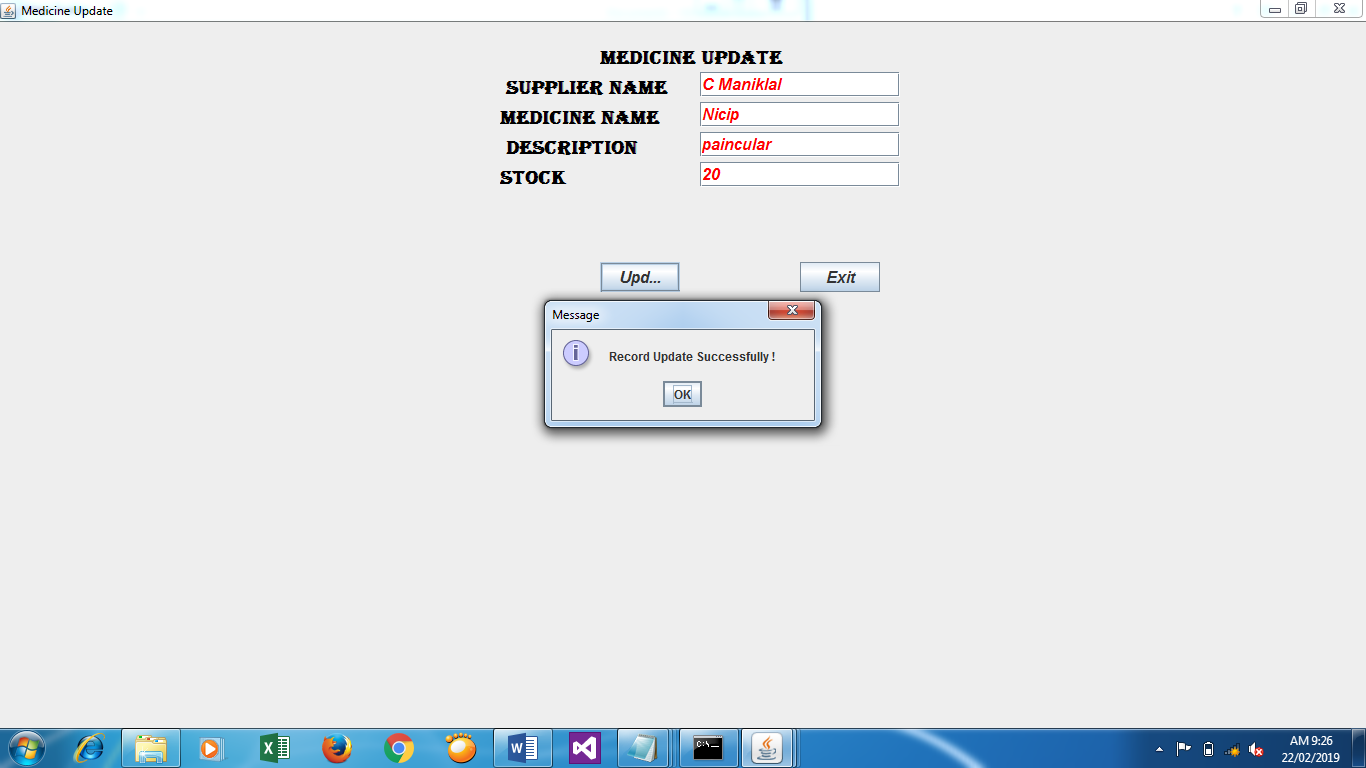 Medicine Update
MEDICINE UPDATE
SUPPLIER NAME C Maniklal
MEDICINE NAME Nicip
DESCRIPTION paincular
STOCK 20
Upd... Exit
Message
i Record Update Successfully !
OK
C:\_
AM 9:26
22/02/2019